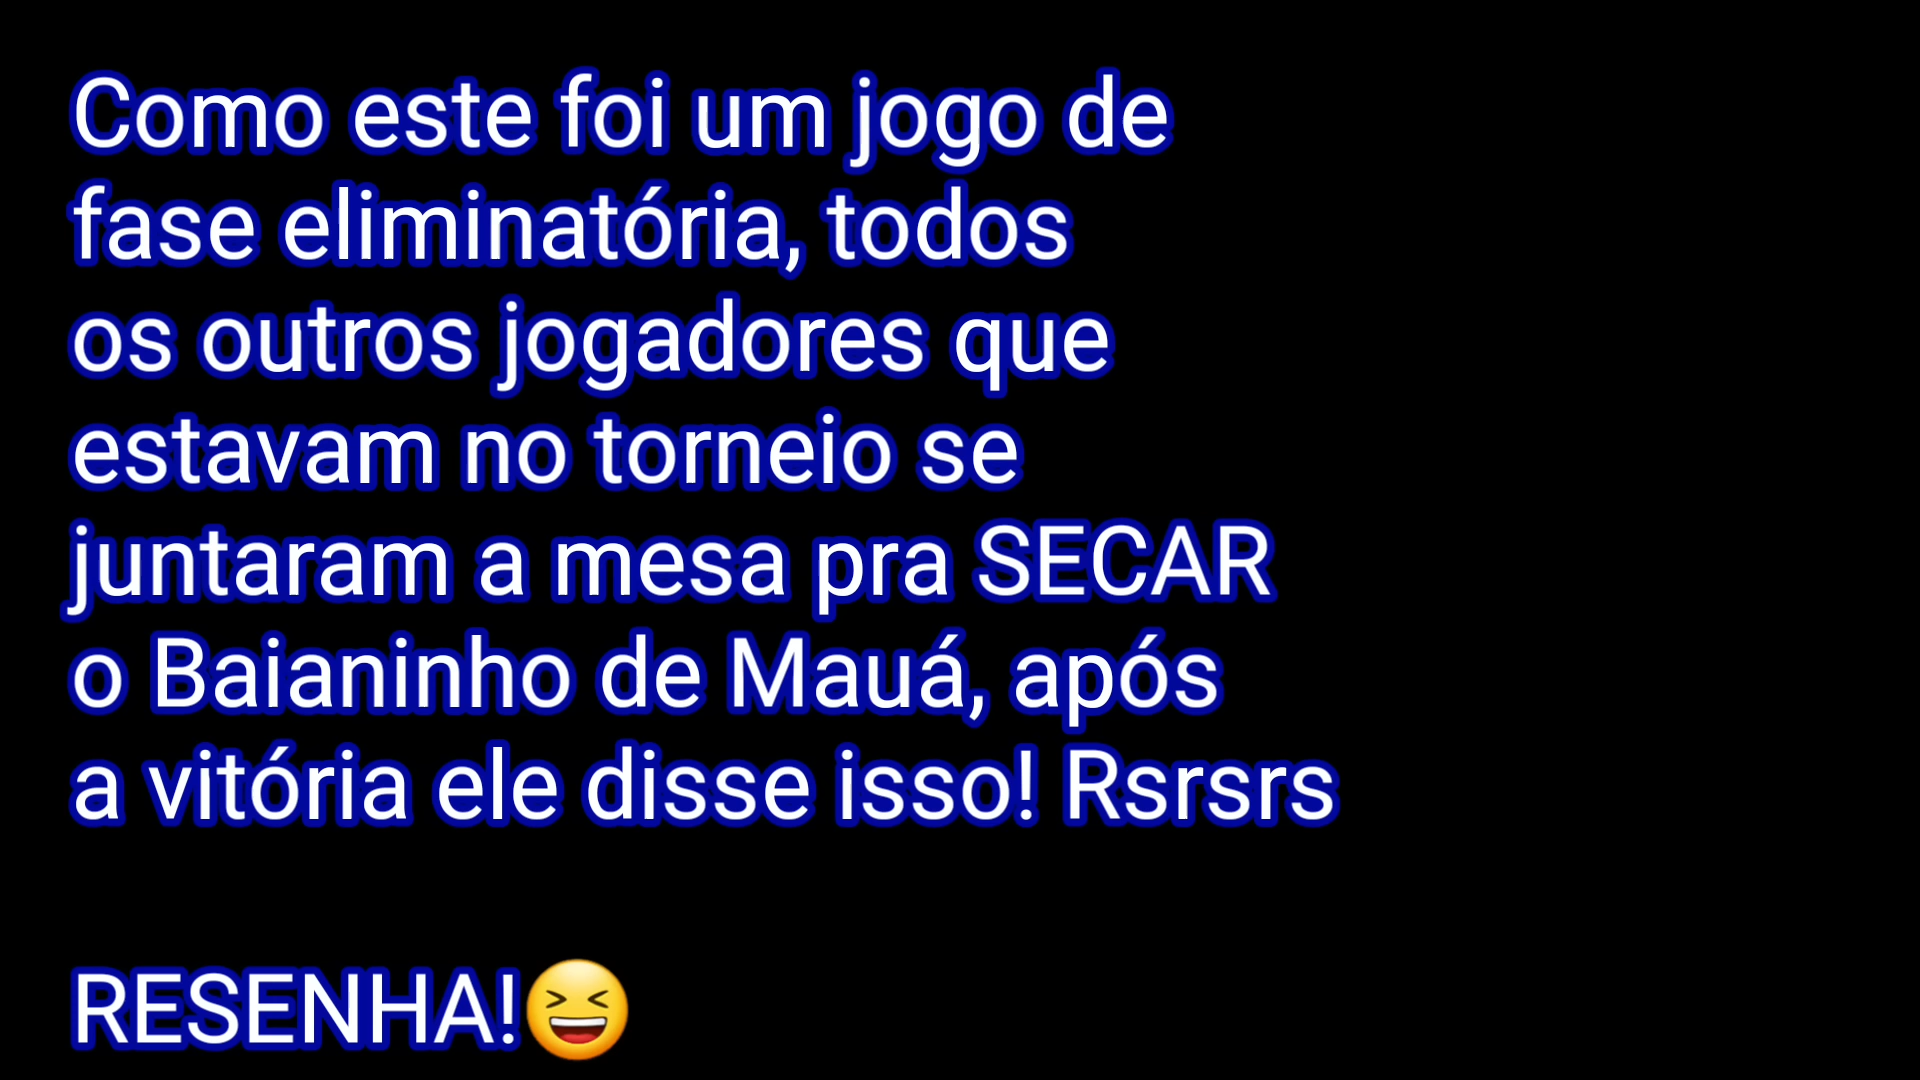 Como este foi um jogo de
fase eliminatória, todos
os outros jogadores que
estavam no torneio se
juntaram a mesa pra SECAR
o Baianinho de Mauá, após
a vitória ele disse isso! Rsrsrs
RESENHA!😆